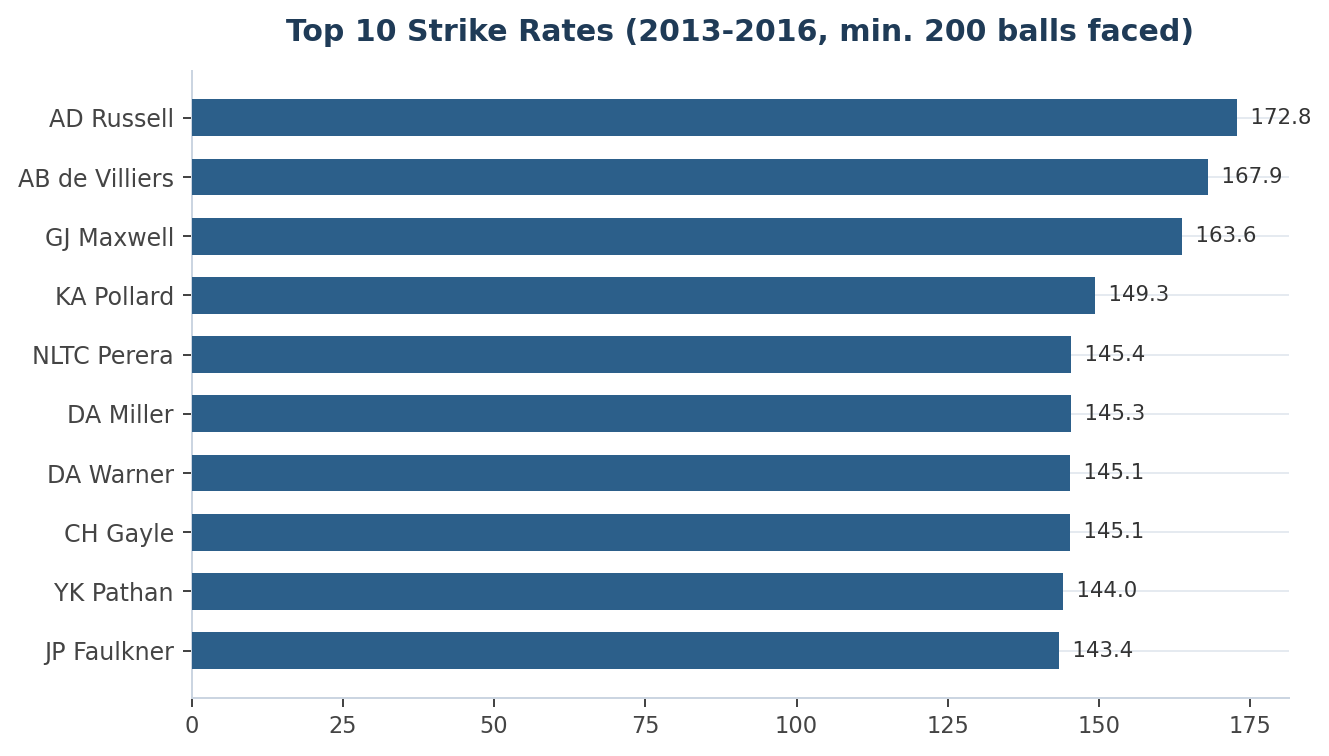 Top 10 Strike Rates (2013-2016, min. 200 balls faced)
AD Russell 172.8
AB de Villiers 167.9
GJ Maxwell 163.6
KA Pollard 149.3
NLTC Perera 145.4
DA Miller 145.3
DA Warner 145.1
CH Gayle 145.1
YK Pathan 144.0
JP Faulkner 143.4
0 25 50 75 100 125 150 175